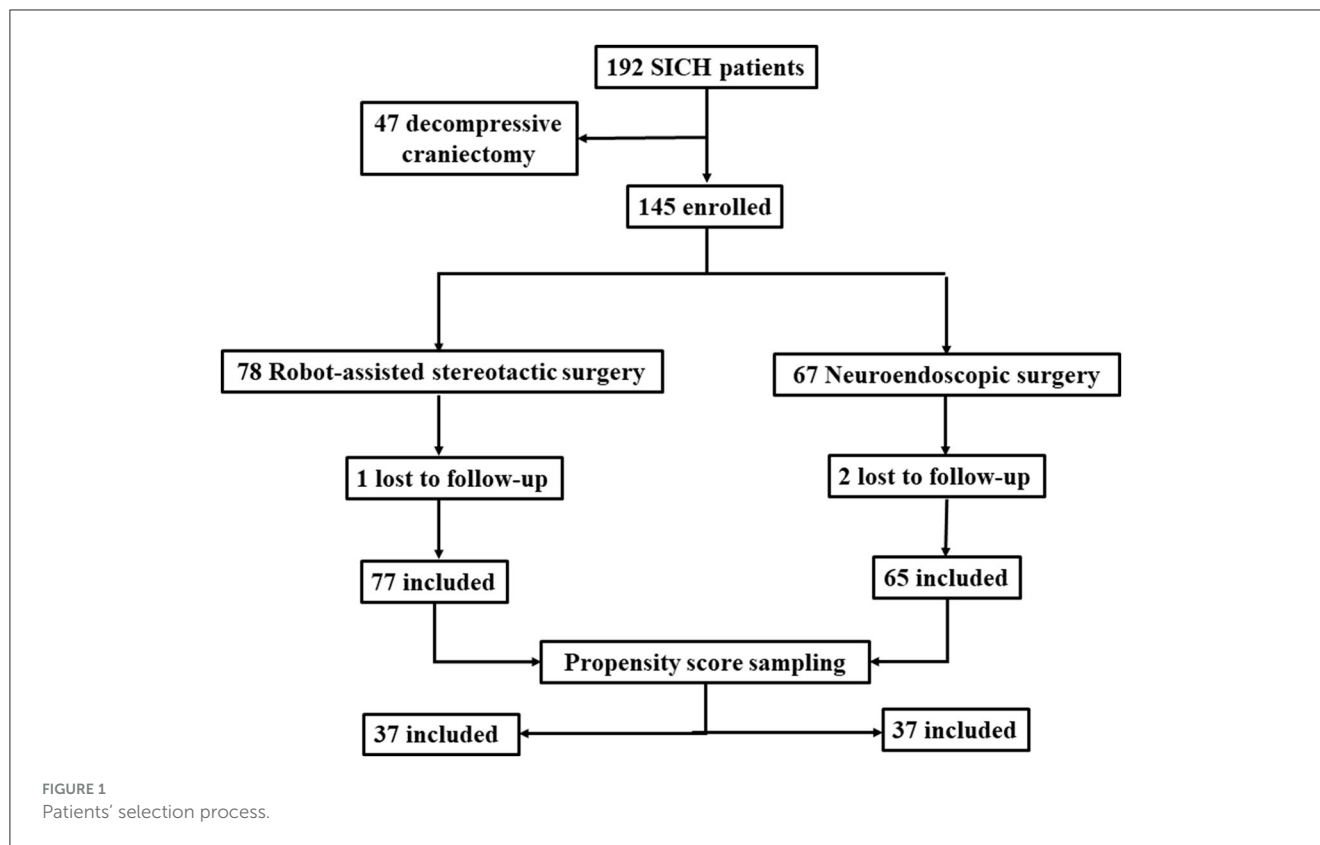 192 SICH patients
47 decompressive
craniectomy
145 enrolled
78 Robot-assisted stereotactic surgery
67 Neuroendoscopic surgery
1 lost to follow-up
2 lost to follow-up
77 included
65 included
Propensity score sampling
37 included
37 included
FIGURE 1
Patients' selection process.